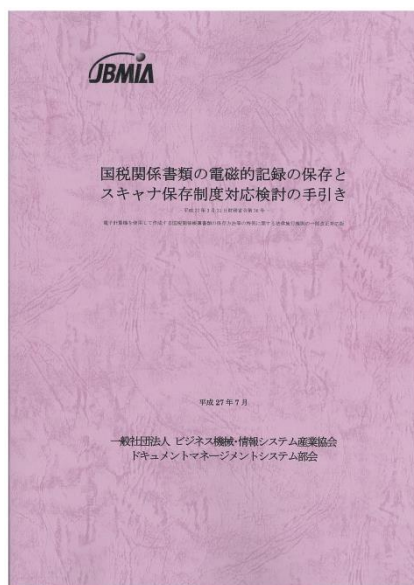 JBMIA
国税関係書類の電磁的記録の保存と
スキャナ保存制度対応検討の手引き
平成 27 年 7 月
一般社団法人 ビジネス機械・情報システム産業協会
ドキュメントマネージメントシステム部会